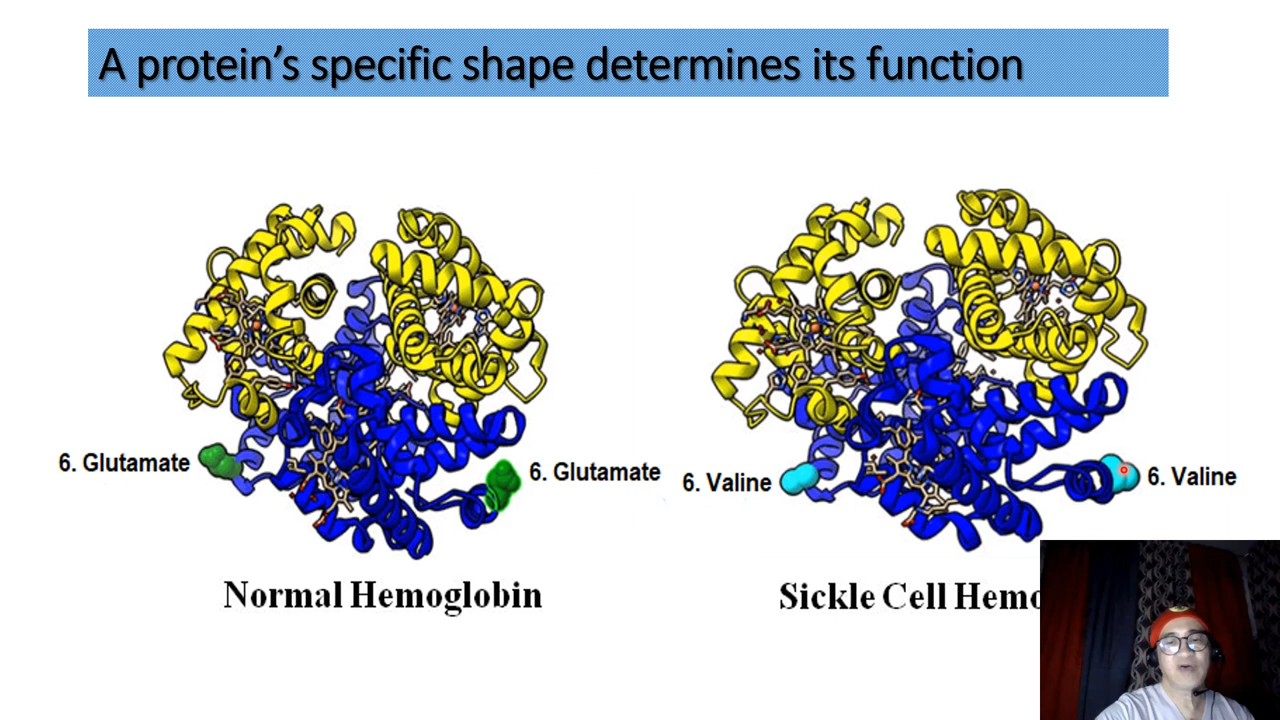 A protein's specific shape determines its function
6. Glutamate
6. Glutamate
6. Valine
6. Valine
Normal Hemoglobin
Sickle Cell Hemo